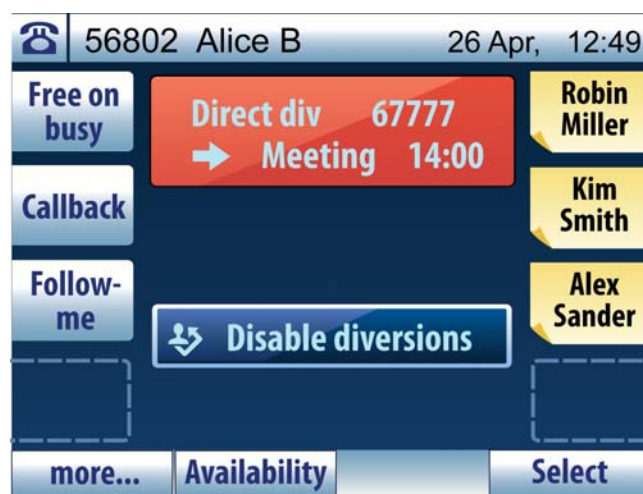 56802 Alice B 26 Apr, 12:49
Free on
busy
Callback
Follow-
me
Direct div 67777
Meeting 14:00
Disable diversions
Robin
Miller
Kim
Smith
Alex
Sander
more... Availability Select